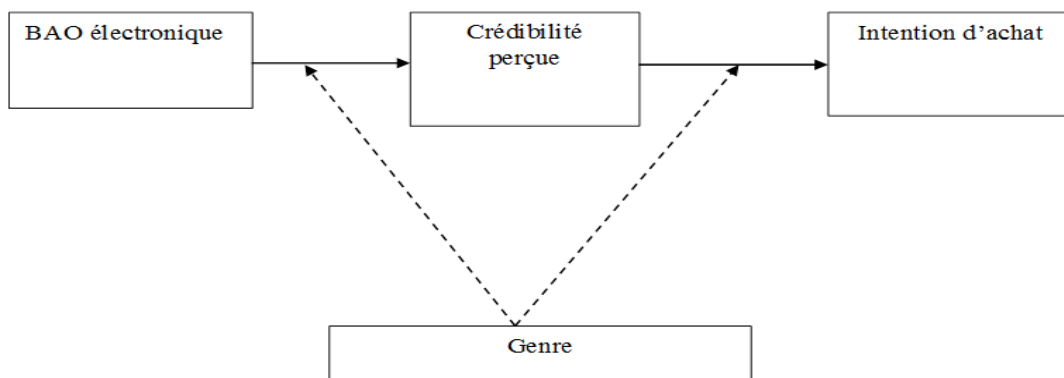 BAO électronique
Crédibilité
perçue
Intention d'achat
Genre